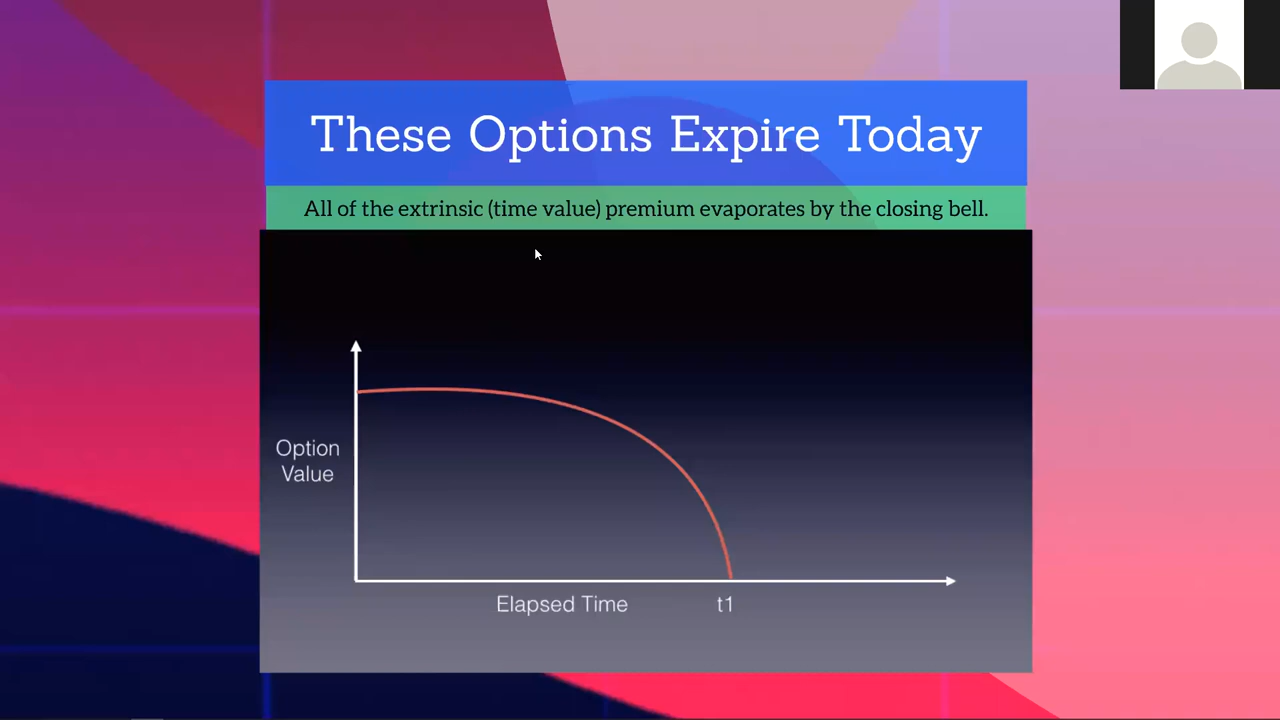 These Options Expire Today
All of the extrinsic (time value) premium evaporates by the closing bell.
Option
Value
Elapsed Time
t1